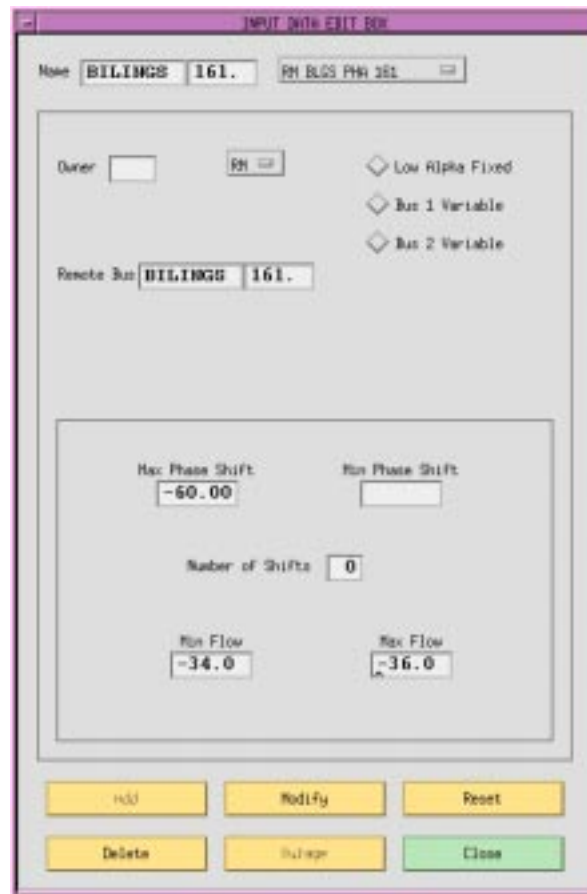 INPUT DATA EDIT BOX
Name BILINGS 161. RM BLGS PHA 161
Owner RM Low Alpha Fixed
Bus 1 Variable
Bus 2 Variable
Remote Bus BILINGS 161.
Max Phase Shift Min Phase Shift
-60.00
Number of Shifts 0
Min Flow Max Flow
-34.0 -36.0
Add Modify Reset
Delete Outage Close